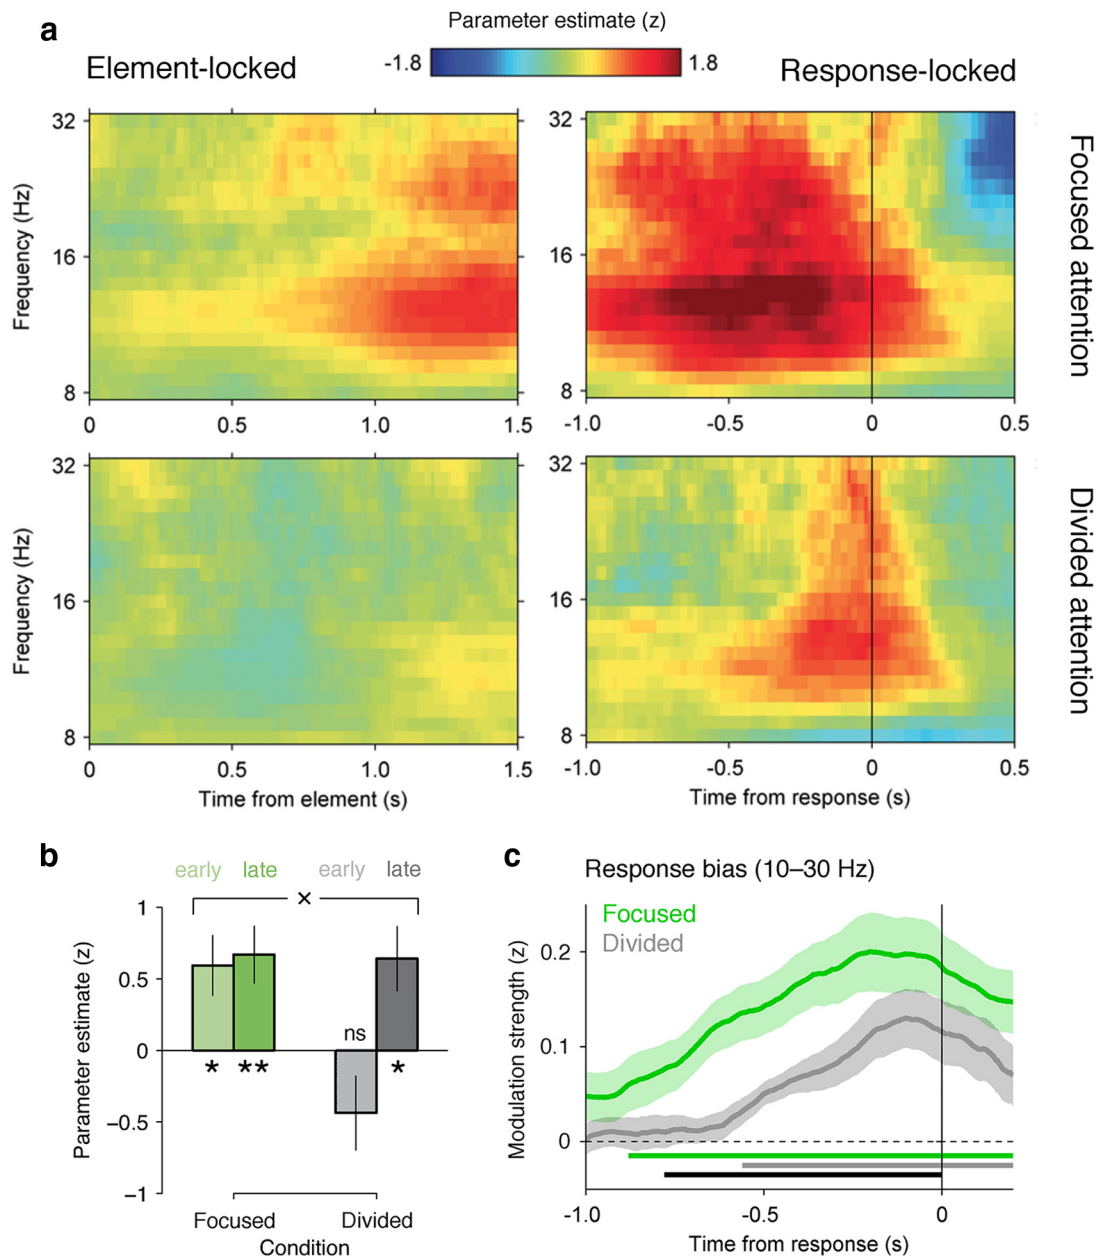 a
Parameter estimate (z)
-1.8
1.8
Element-locked
Response-locked
32
16
8
Frequency (Hz)
0 0.5 1.0 1.5
32
16
8
-1.0 -0.5 0 0.5
Focused attention
32
16
8
Frequency (Hz)
0 0.5 1.0 1.5
Time from element (s)
32
16
8
-1.0 -0.5 0 0.5
Time from response (s)
Divided attention
b
early late early late
×
1
0.5
0
−0.5
−1
Parameter estimate (z)
ns
* ** *
Focused Divided
Condition
c
Response bias (10–30 Hz)
Focused
Divided
0.2
0.1
0
Modulation strength (z)
-1.0 -0.5 0
Time from response (s)